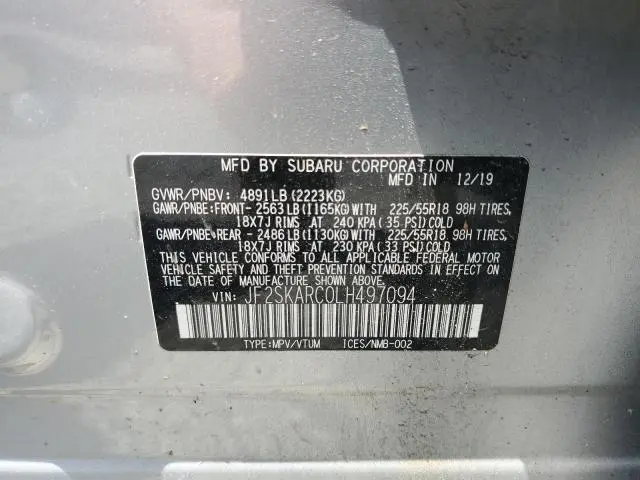 MFD BY SUBARU CORPORATION
MFD IN 12/19
GVWR/PNBV: 4891LB(2223KG)
GAWR/PNBE:FRONT-2563LB(1165KG)WITH 225/55R18 98H TIRES,
18X7J RIMS AT 240 KPA(35 PSI)COLD
GAWR/PNBE:REAR-2486LB(1130KG)WITH 225/55R18 98H TIRES,
18X7J RIMS AT 230 KPA(33 PSI)COLD
THIS VEHICLE CONFORMS TO ALL APPLICABLE FEDERAL MOTOR
VEHICLE SAFETY AND THEFT PREVENTION STANDARDS IN EFFECT
ON THE DATE OF MANUFACTURE SHOWN ABOVE.
VIN: JF2SKARC0LH497094
TYPE:MPV/VTUM ICES/NMB-002